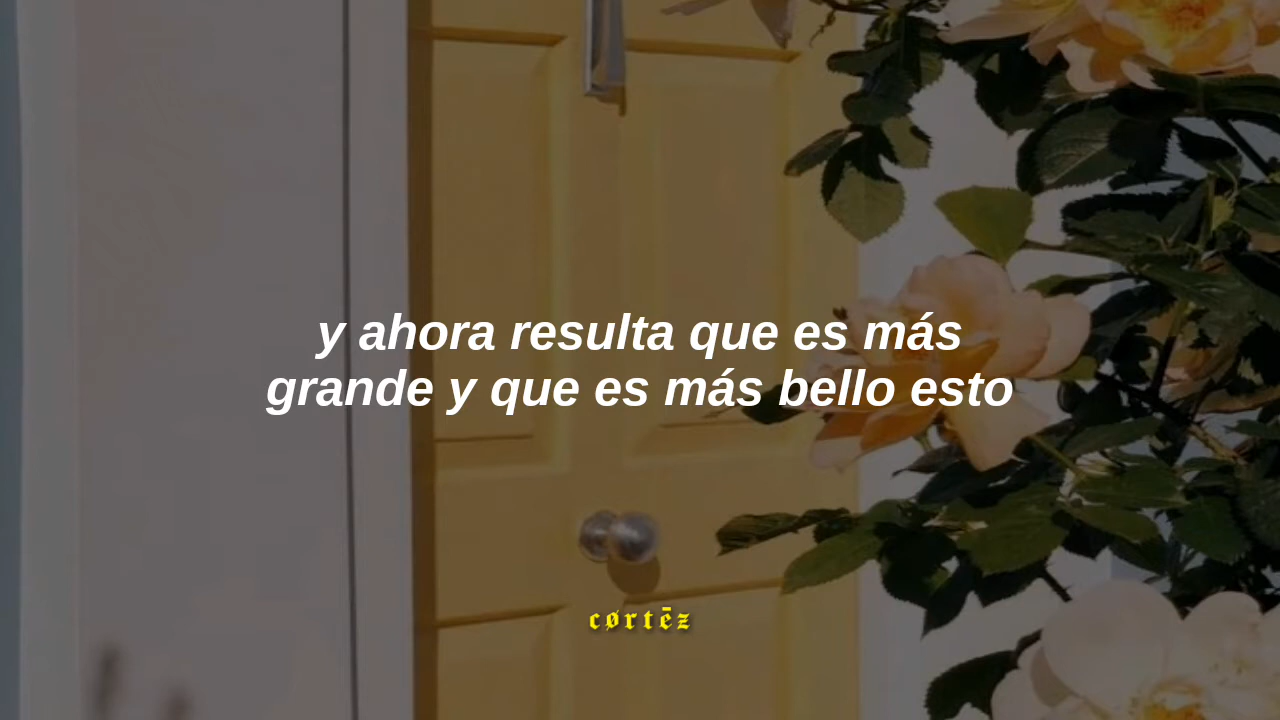 y ahora resulta que es más
grande y que es más bello esto
cørtēz